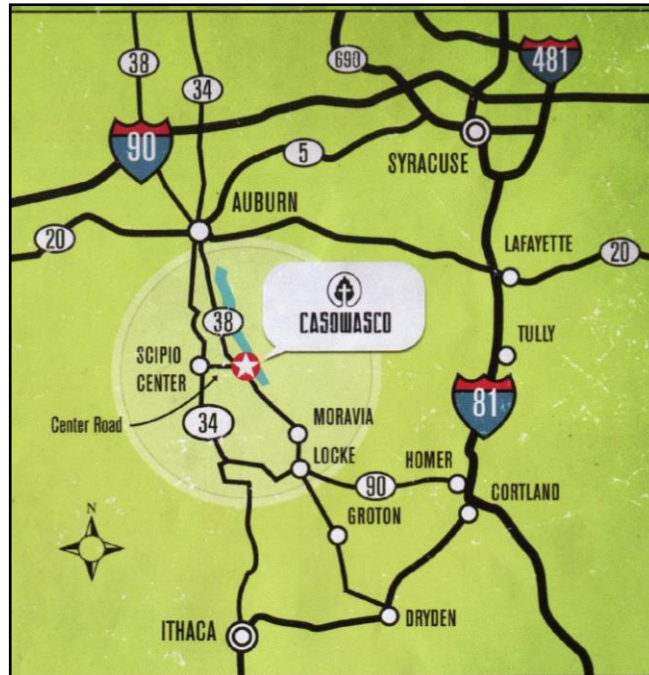 38
34
690
481
90
5
SYRACUSE
AUBURN
20
LAFAYETTE
20
CASOWASCO
38
TULLY
SCIPIO
CENTER
Center Road
34
81
MORAVIA
LOCKE
HOMER
90
CORTLAND
GROTON
N
DRYDEN
ITHACA